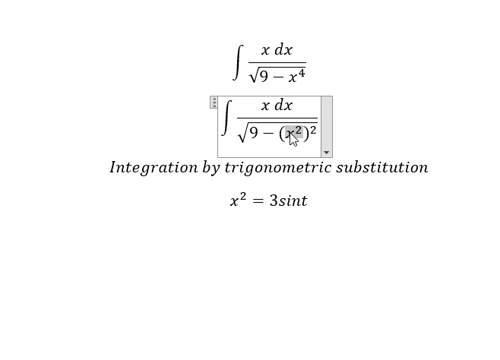 ∫ x dx / √(9 − x⁴)
∫ x dx / √(9 − (x²)²)
Integration by trigonometric substitution
x² = 3sint